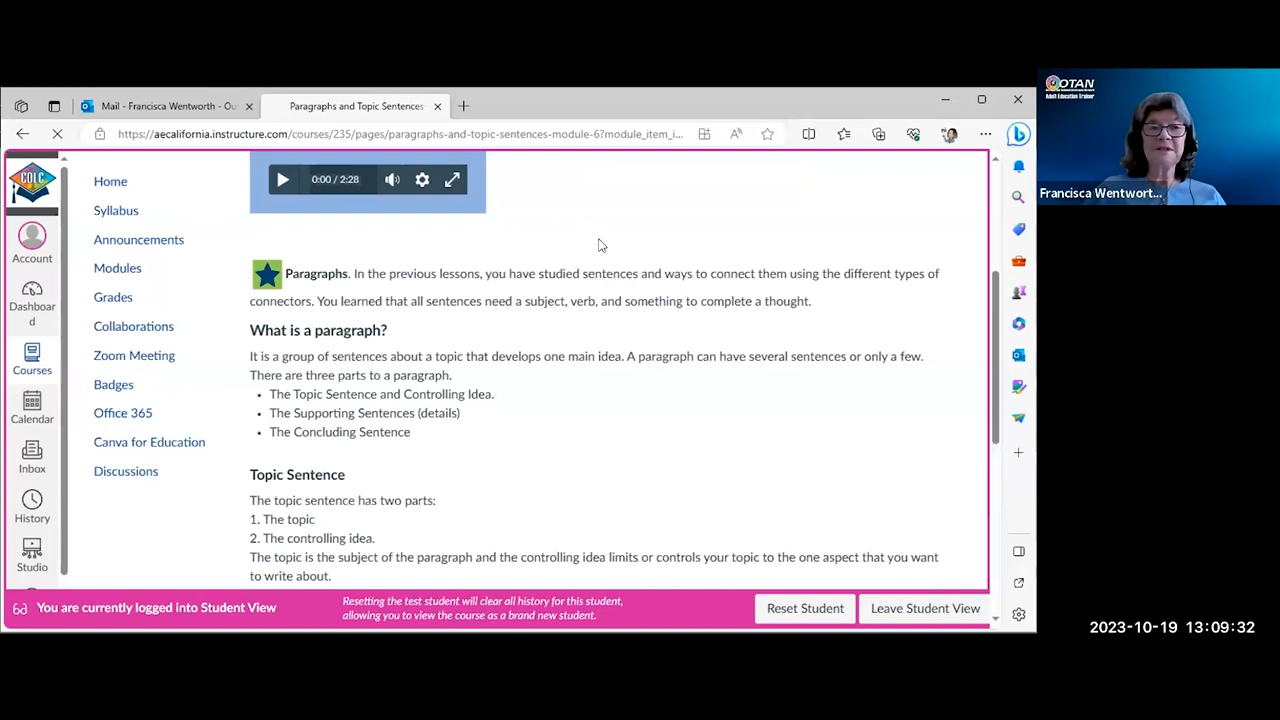 OTAN
Adult Education Trainer
Francisca Wentwort...
Mail - Francisca Wentworth - Ou
Paragraphs and Topic Sentences
https://aecalifornia.instructure.com/courses/235/pages/paragraphs-and-topic-sentences-module-6?module_item_i...
COLC
Account
Dashboar
d
Courses
Calendar
Inbox
History
Studio
Home
Syllabus
Announcements
Modules
Grades
Collaborations
Zoom Meeting
Badges
Office 365
Canva for Education
Discussions
0:00 / 2:28
Paragraphs. In the previous lessons, you have studied sentences and ways to connect them using the different types of
connectors. You learned that all sentences need a subject, verb, and something to complete a thought.
What is a paragraph?
It is a group of sentences about a topic that develops one main idea. A paragraph can have several sentences or only a few.
There are three parts to a paragraph.
• The Topic Sentence and Controlling Idea.
• The Supporting Sentences (details)
• The Concluding Sentence
Topic Sentence
The topic sentence has two parts:
1. The topic
2. The controlling idea.
The topic is the subject of the paragraph and the controlling idea limits or controls your topic to the one aspect that you want
to write about.
You are currently logged into Student View
Resetting the test student will clear all history for this student,
allowing you to view the course as a brand new student.
Reset Student
Leave Student View
2023-10-19 13:09:32